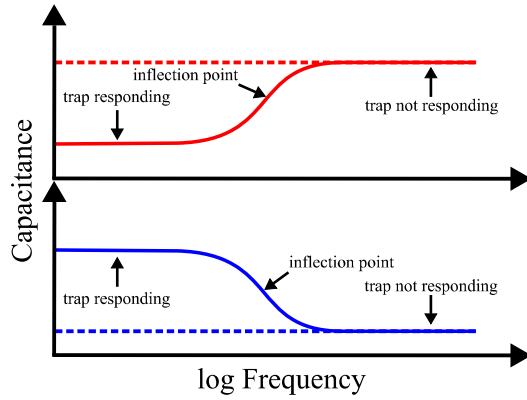 inflection point
trap responding
trap not responding
Capacitance
inflection point
trap responding
trap not responding
log Frequency